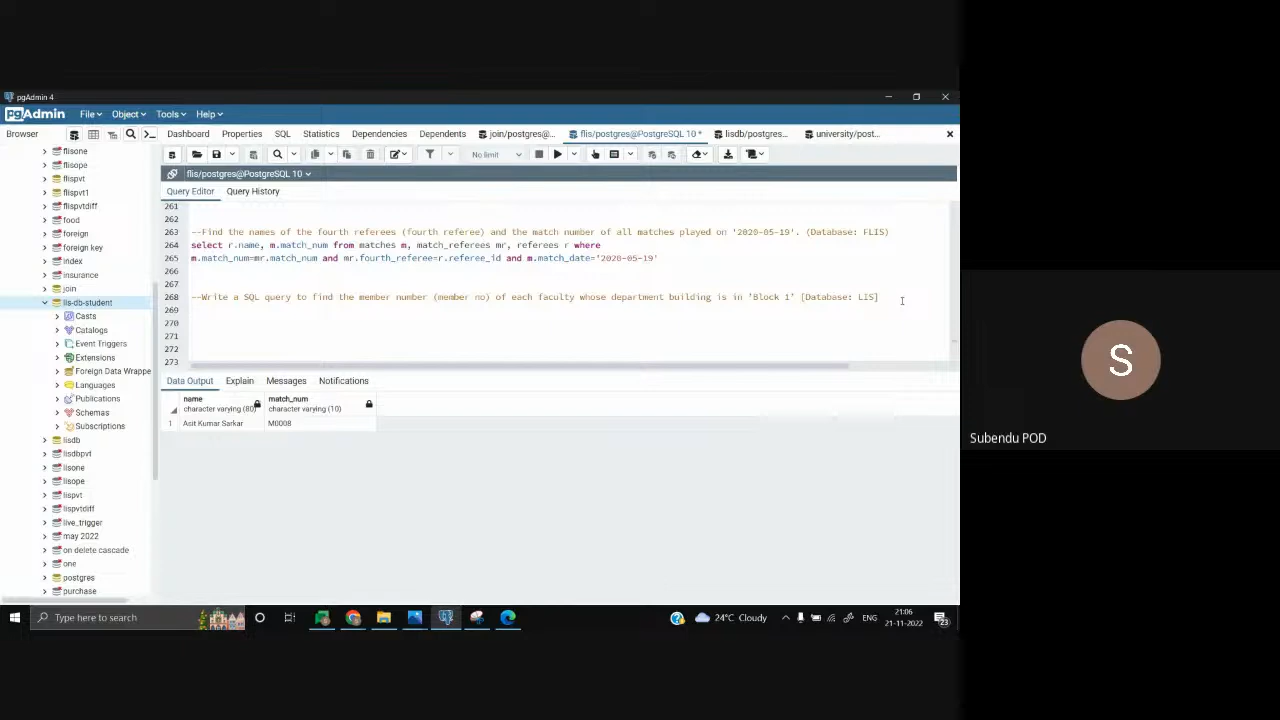 pgAdmin 4
pgAdmin File Object Tools Help
Browser Dashboard Properties SQL Statistics Dependencies Dependents join/postgres@... flis/postgres@PostgreSQL 10 * lisdb/postgres... university/post...
No limit
flis/postgres@PostgreSQL 10
Query Editor Query History
flisone
flisope
flispvt
flispvt1
flispvtdiff
food
foreign
foreign key
index
insurance
join
lis-db-student
Casts
Catalogs
Event Triggers
Extensions
Foreign Data Wrappe
Languages
Publications
Schemas
Subscriptions
lisdb
lisdbpvt
lisone
lisope
lispvt
lispvtdiff
live_trigger
may 2022
on delete cascade
one
postgres
purchase
261
262
263 --Find the names of the fourth referees (fourth referee) and the match number of all matches played on '2020-05-19'. (Database: FLIS)
264 select r.name, m.match_num from matches m, match_referees mr, referees r where
265 m.match_num=mr.match_num and mr.fourth_referee=r.referee_id and m.match_date='2020-05-19'
266
267
268 --Write a SQL query to find the member number (member no) of each faculty whose department building is in 'Block 1' [Database: LIS]
269
270
271
272
273
Data Output Explain Messages Notifications
name match_num
character varying (80) character varying (10)
1 Asit Kumar Sarkar M0008
S
Subendu POD
Type here to search
24°C Cloudy
ENG
21:06
21-11-2022
23